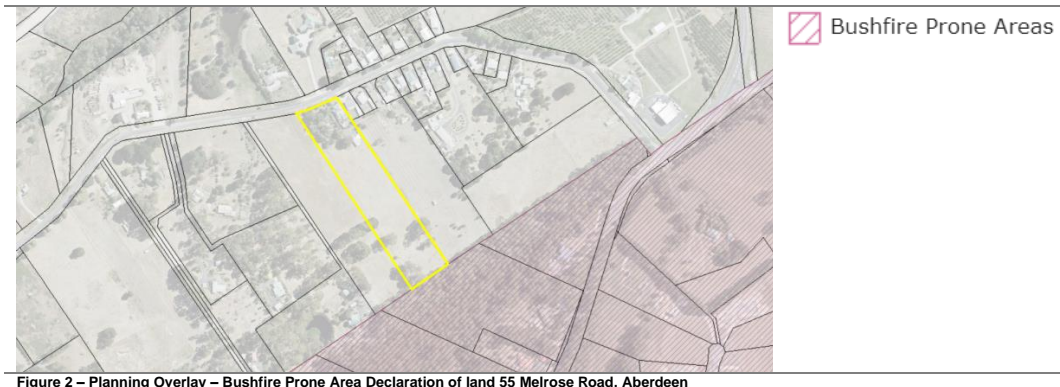 Bushfire Prone Areas
Figure 2 – Planning Overlay – Bushfire Prone Area Declaration of land 55 Melrose Road, Aberdeen